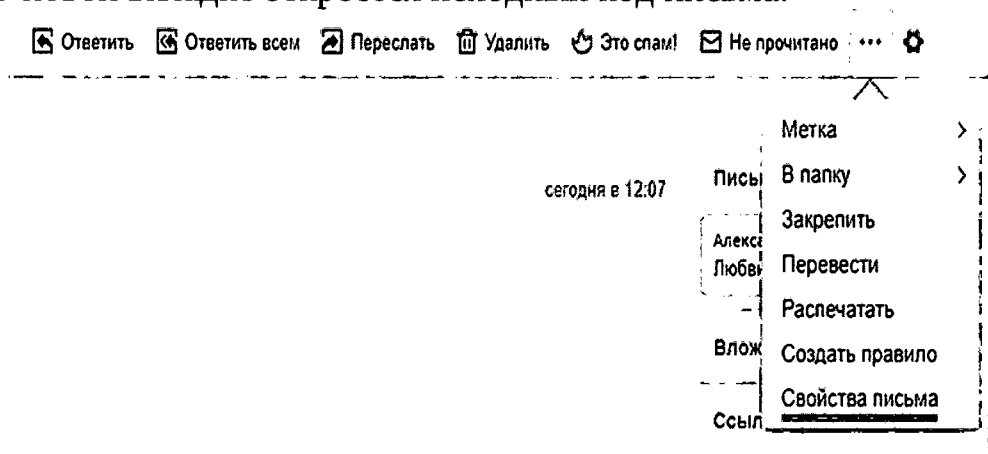 Ответить Ответить всем Переслать Удалить Это спам! Не прочитано ...
Метка
В папку
сегодня в 12:07
Закрепить
Перевести
Распечатать
Создать правило
Свойства письма